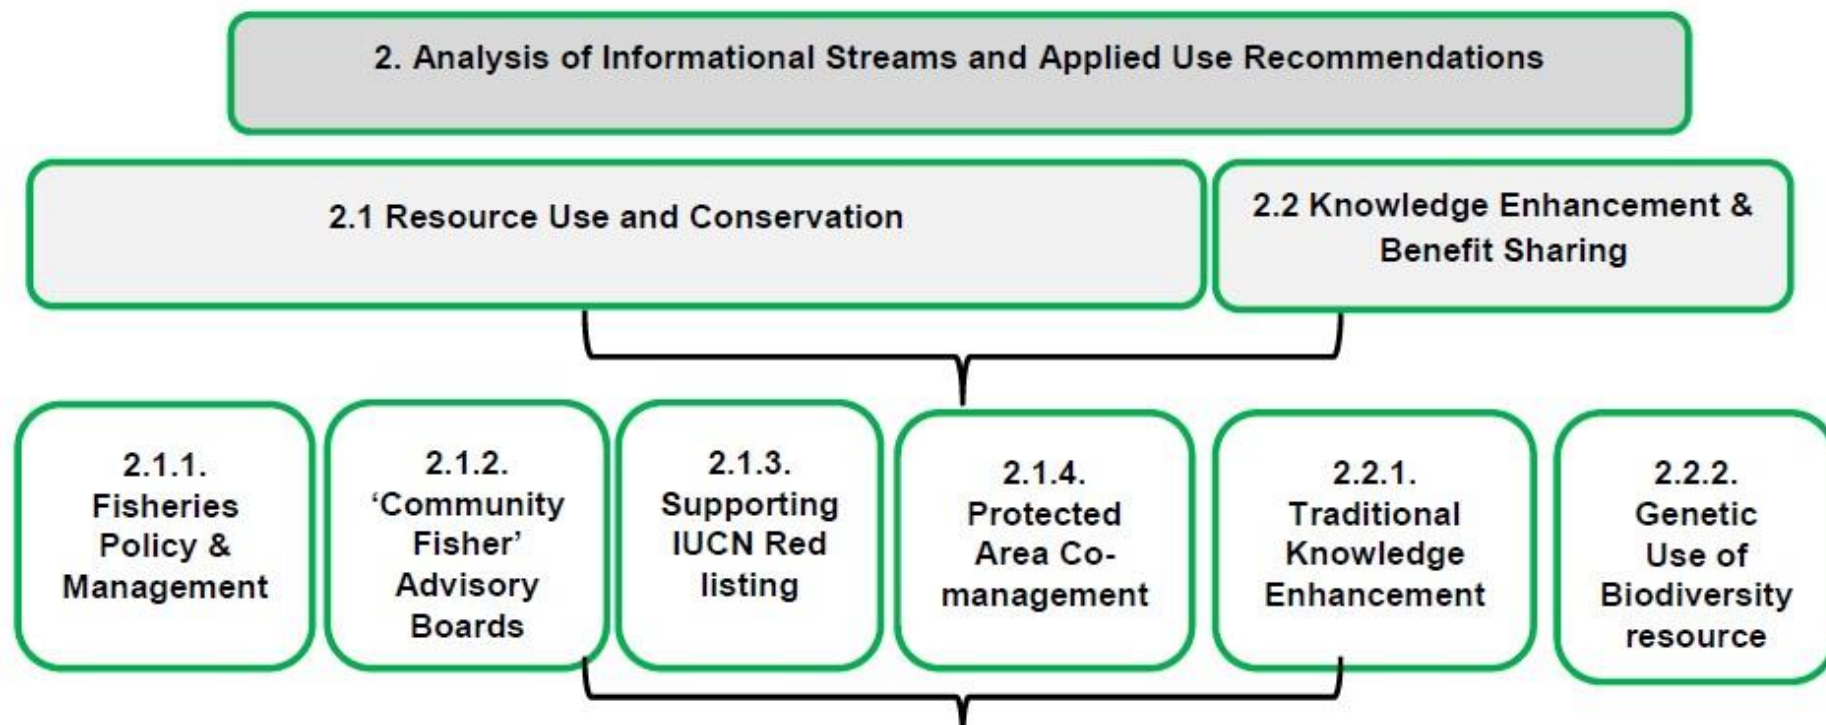 2. Analysis of Informational Streams and Applied Use Recommendations
2.1 Resource Use and Conservation
2.2 Knowledge Enhancement &
Benefit Sharing
2.1.1.
Fisheries
Policy &
Management
2.1.2.
‘Community
Fisher’
Advisory
Boards
2.1.3.
Supporting
IUCN Red
listing
2.1.4.
Protected
Area Co-
management
2.2.1.
Traditional
Knowledge
Enhancement
2.2.2.
Genetic
Use of
Biodiversity
resource